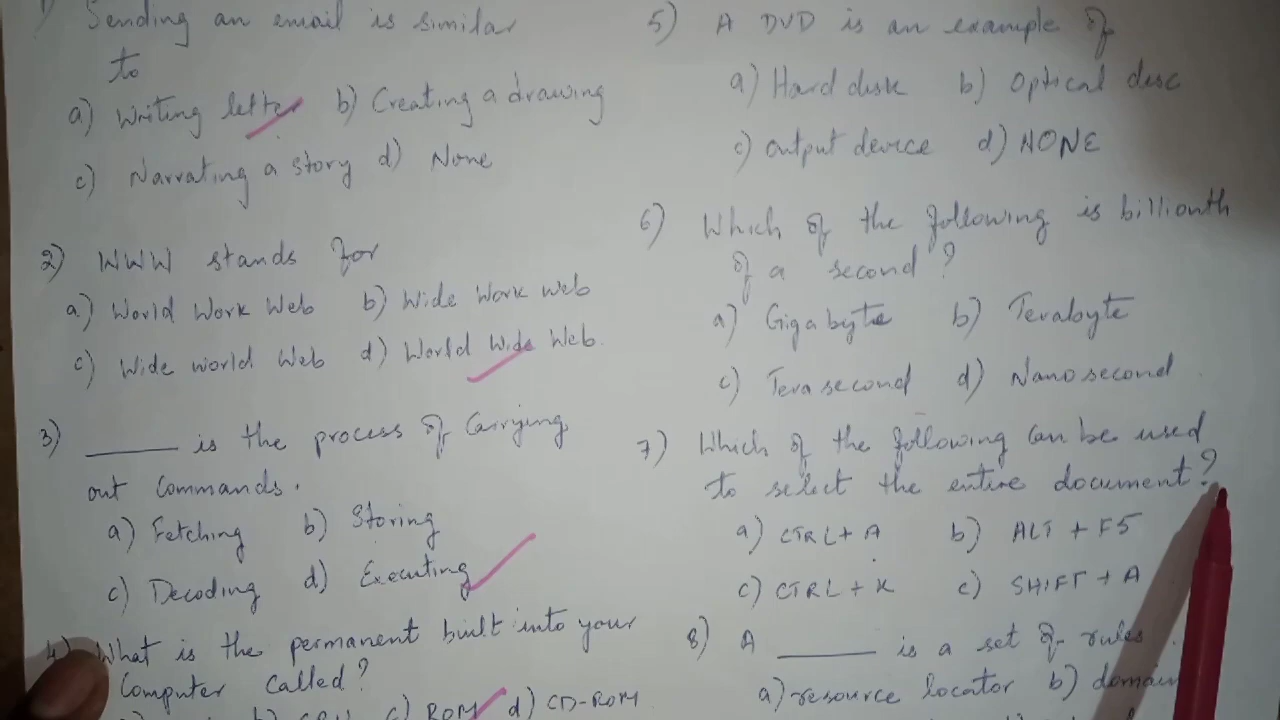 1) Sending an email is similar
to
a) Writing letter b) Creating a drawing
c) Narrating a story d) None
2) WWW stands for
a) World Work Web b) Wide Work Web
c) Wide World Web d) World Wide Web.
3) ______ is the process of Carrying
out Commands.
a) Fetching b) Storing
c) Decoding d) Executing
4) What is the permanent built into your
Computer called?
c) ROM d) CD-ROM
5) A DVD is an example of
a) Hard disk b) Optical disc
c) output device d) NONE
6) Which of the following is billionth
of a second?
a) Gigabyte b) Terabyte
c) Tera second d) Nano second
7) Which of the following can be used
to select the entire document?
a) CTRL + A b) ALT + F5
c) CTRL + K c) SHIFT + A
8) A ______ is a set of rules.
a) resource locator b) domain